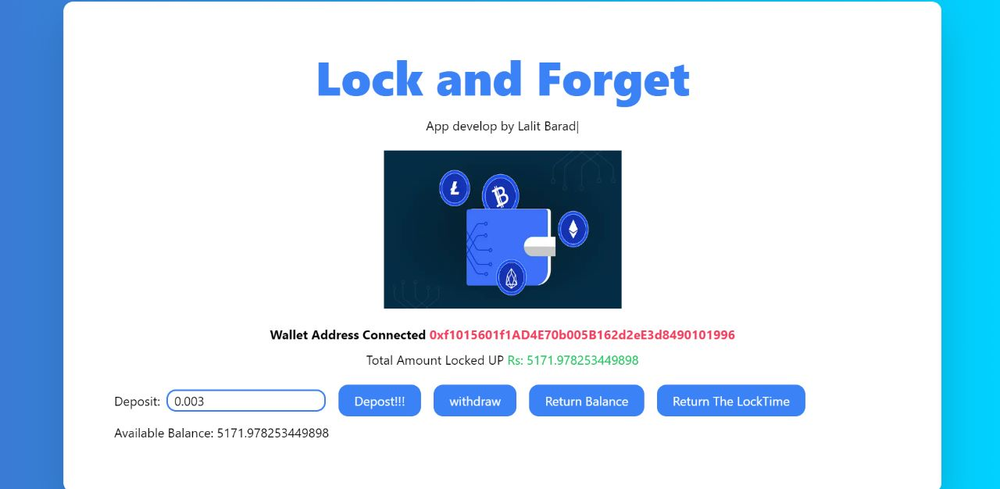 Lock and Forget
App develop by Lalit Barad|
Wallet Address Connected 0xf1015601f1AD4E70b005B162d2eE3d8490101996
Total Amount Locked UP Rs: 5171.978253449898
Deposit: 0.003 Depost!!! withdraw Return Balance Return The LockTime
Available Balance: 5171.978253449898